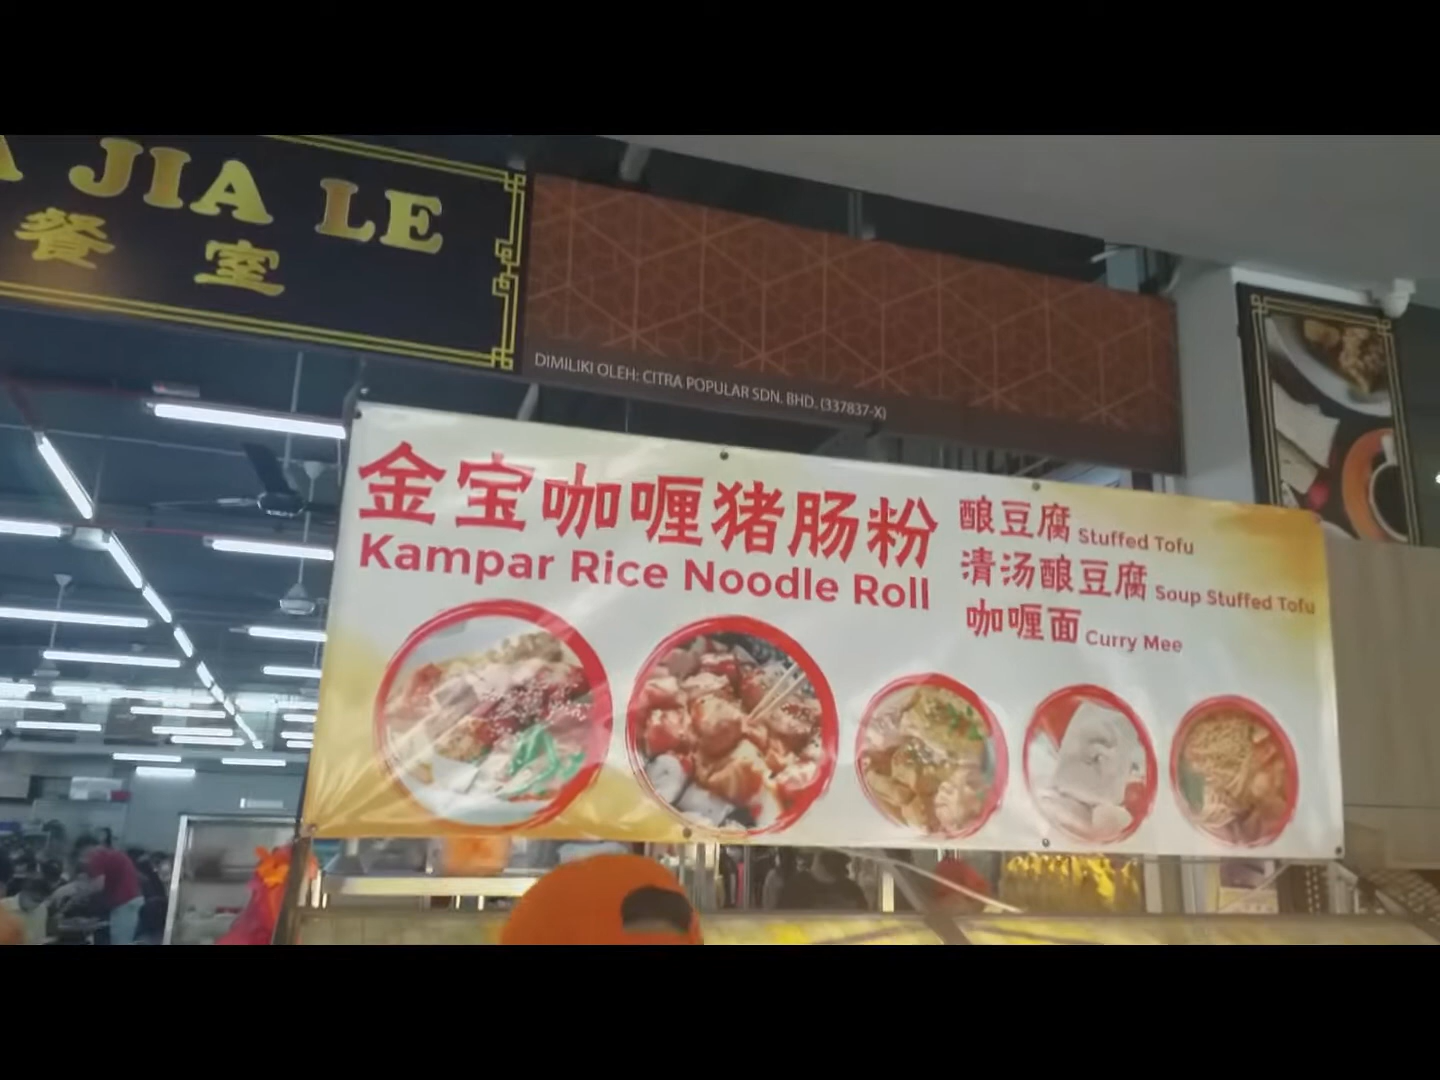 JIA LE
餐室
DIMILIKI OLEH: CITRA POPULAR SDN. BHD. (337837-X)
金宝咖喱猪肠粉
Kampar Rice Noodle Roll
酿豆腐 Stuffed Tofu
清汤酿豆腐 Soup Stuffed Tofu
咖喱面 Curry Mee